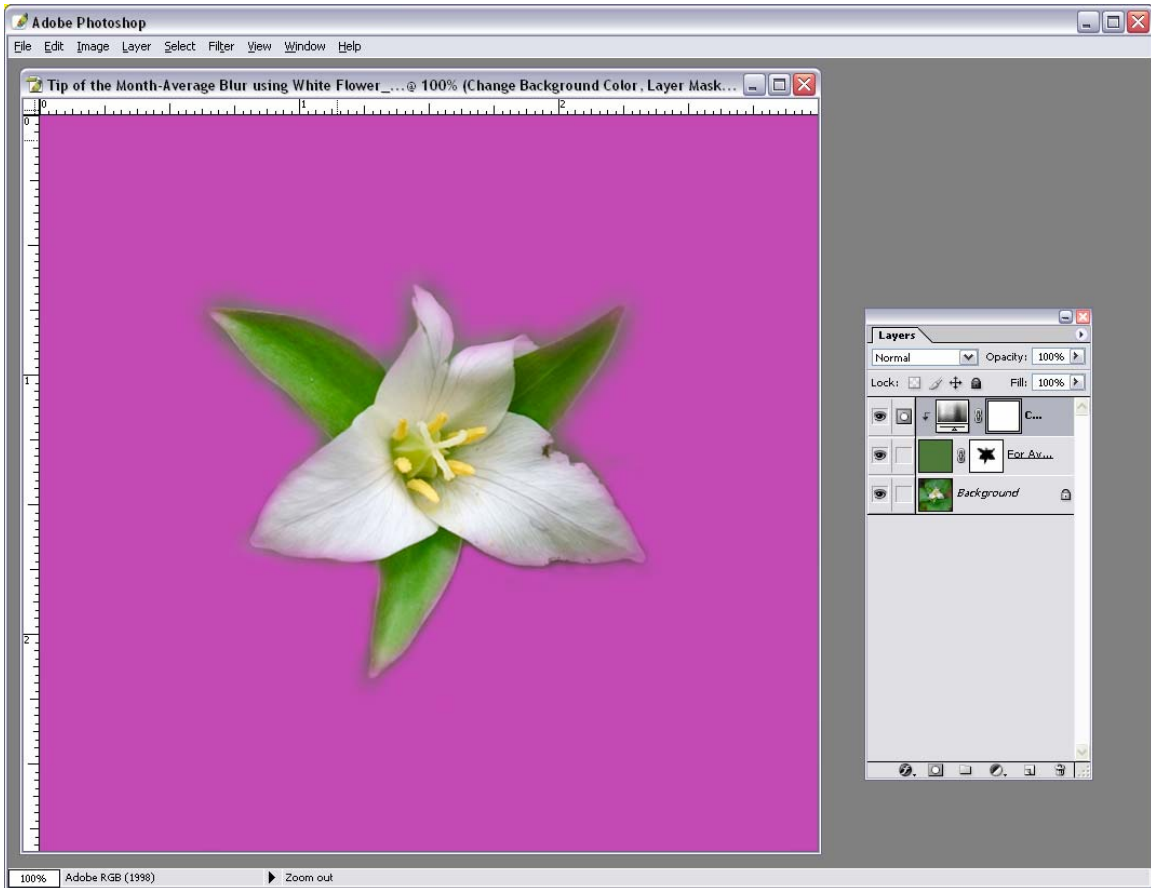 Adobe Photoshop
File Edit Image Layer Select Filter View Window Help
Tip of the Month-Average Blur using White Flower_...@ 100% (Change Background Color, Layer Mask...
0 1 2
0
1
2
Layers
Normal Opacity: 100%
Lock: Fill: 100%
C...
For Av...
Background
100% Adobe RGB (1998) Zoom out